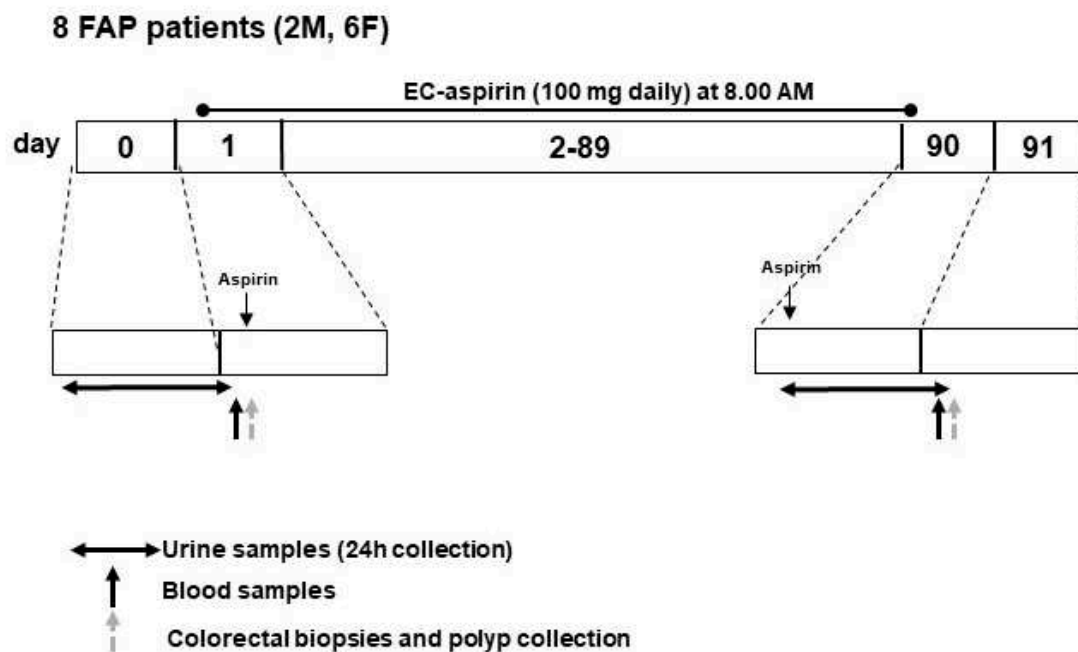 8 FAP patients (2M, 6F)
EC-aspirin (100 mg daily) at 8.00 AM
day 0 1 2-89 90 91
Aspirin Aspirin
Urine samples (24h collection)
Blood samples
Colorectal biopsies and polyp collection